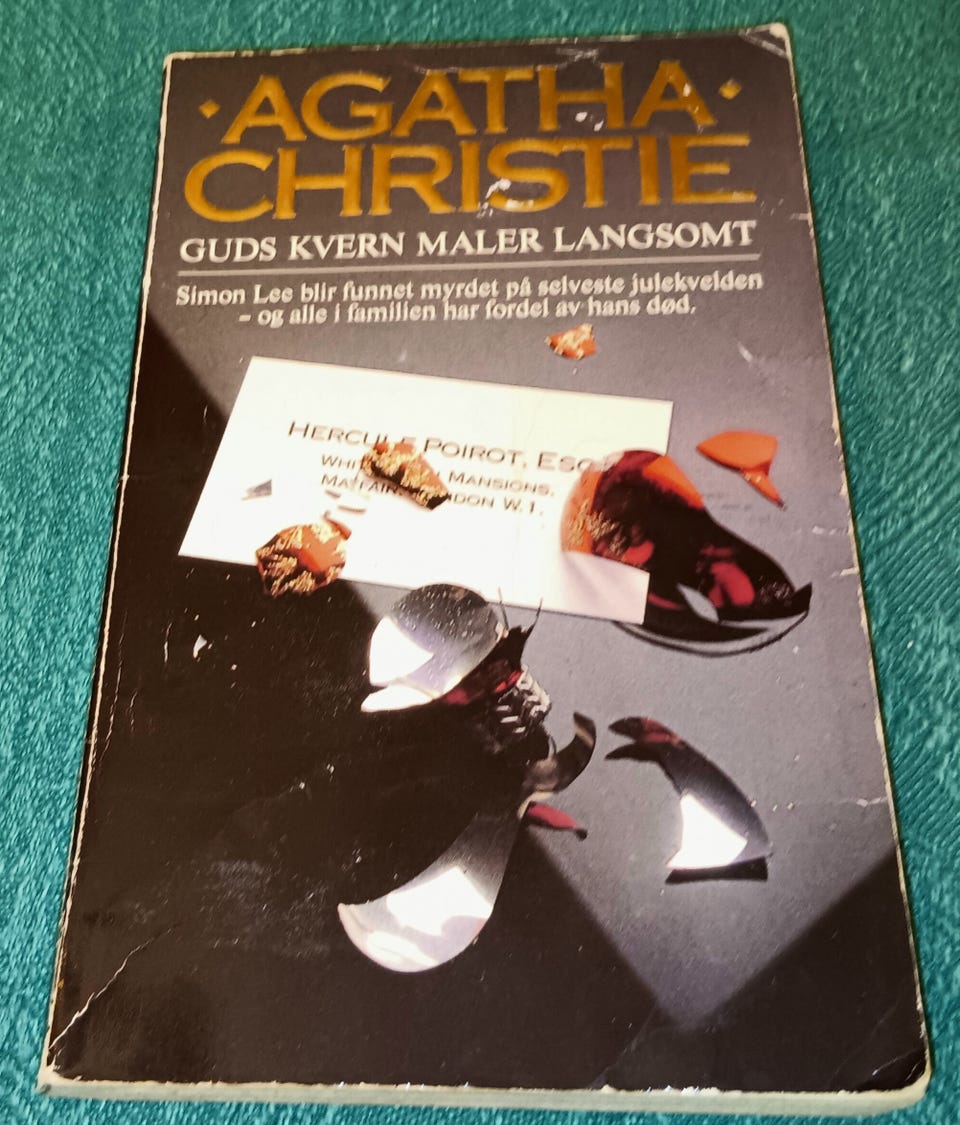 AGATHA
CHRISTIE
GUDS KVERN MALER LANGSOMT
Simon Lee blir funnet myrdet på selveste julekvelden
– og alle i familien har fordel av hans død.
HERCULE POIROT, ESQ
MANSIONS,
W.1.